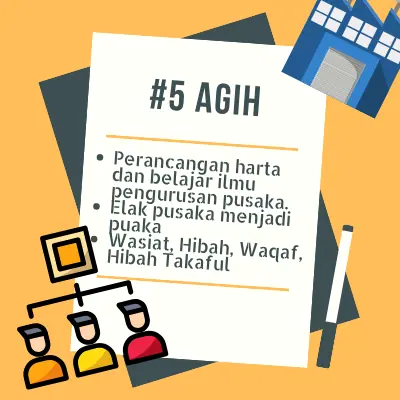 #5 AGIH
• Perancangan harta
dan belajar ilmu
pengurusan pusaka.
• Elak pusaka menjadi
puaka
• Wasiat, Hibah, Waqaf,
Hibah Takaful